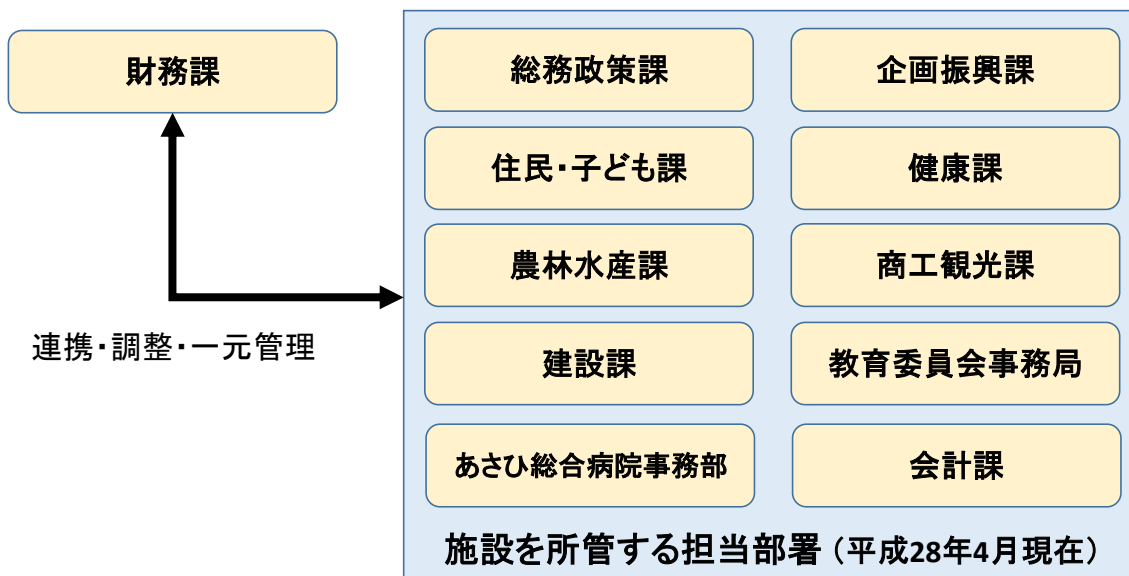 財務課
連携・調整・一元管理
総務政策課
企画振興課
住民・子ども課
健康課
農林水産課
商工観光課
建設課
教育委員会事務局
あさひ総合病院事務部
会計課
施設を所管する担当部署（平成28年4月現在）